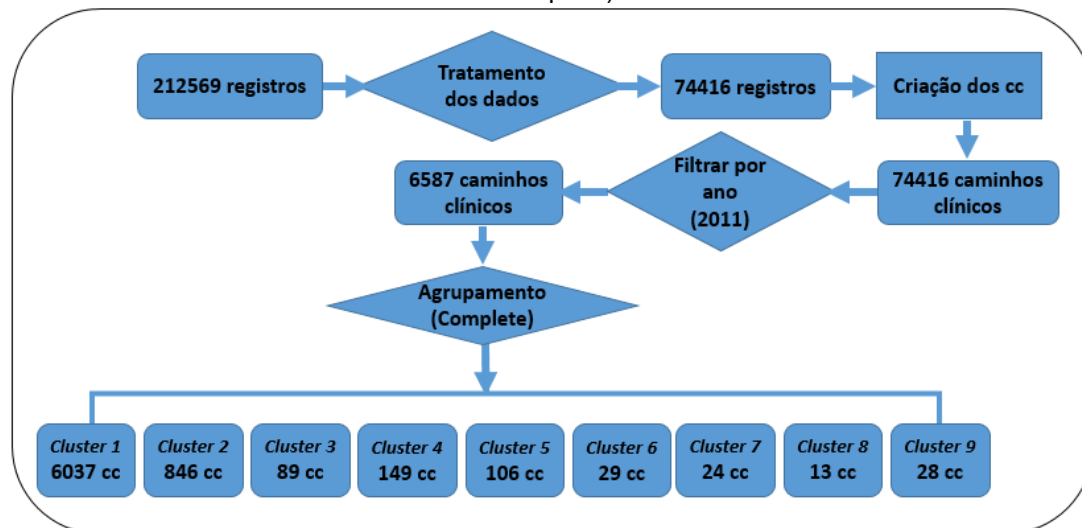 212569 registros
Tratamento
dos dados
74416 registros
Criação dos cc
74416 caminhos
clínicos
Filtrar por
ano
(2011)
6587 caminhos
clínicos
Agrupamento
(Complete)
Cluster 1
6037 cc
Cluster 2
846 cc
Cluster 3
89 cc
Cluster 4
149 cc
Cluster 5
106 cc
Cluster 6
29 cc
Cluster 7
24 cc
Cluster 8
13 cc
Cluster 9
28 cc